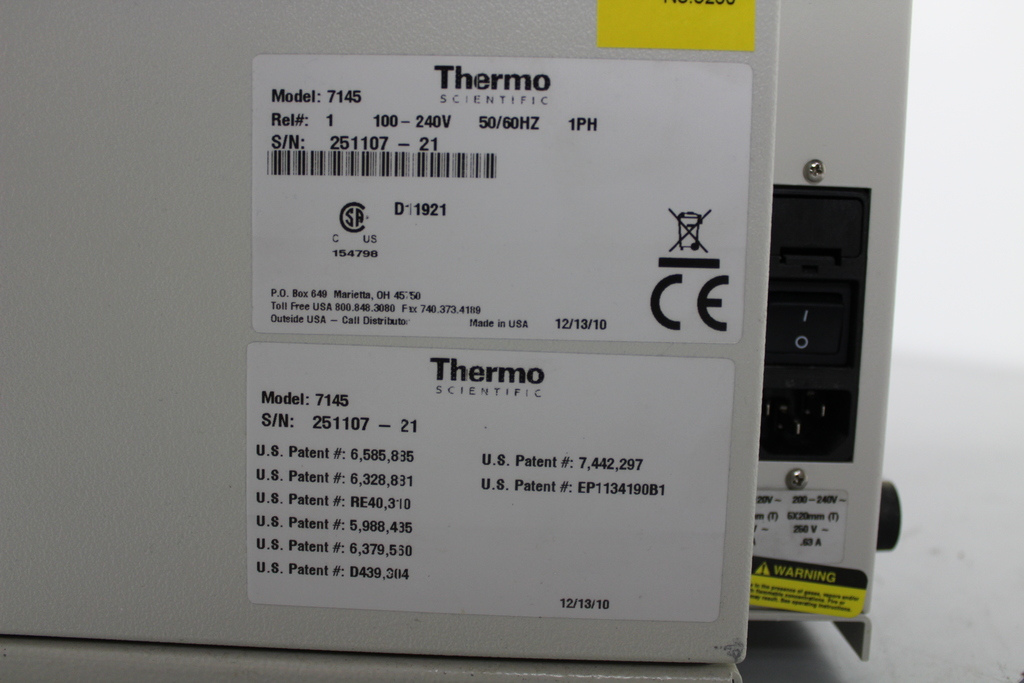 Thermo
SCIENTIFIC
Model: 7145
Rel#: 1 100 - 240V 50/60HZ 1PH
S/N: 251107 - 21
SA
C US
154798
D11921
P.O. Box 649 Marietta, OH 45750
Toll Free USA 800.848.3080 Fax 740.373.4189
Outside USA - Call Distributor
Made in USA 12/13/10
CE
Thermo
SCIENTIFIC
Model: 7145
S/N: 251107 - 21
U.S. Patent #: 6,585,885
U.S. Patent #: 6,328,881
U.S. Patent #: RE40,310
U.S. Patent #: 5,988,435
U.S. Patent #: 6,379,560
U.S. Patent #: D439,304
U.S. Patent #: 7,442,297
U.S. Patent #: EP1134190B1
12/13/10
I
O
20V ~ 200-240V ~
(T) 5X20mm (T)
250 V ~
.63 A
WARNING